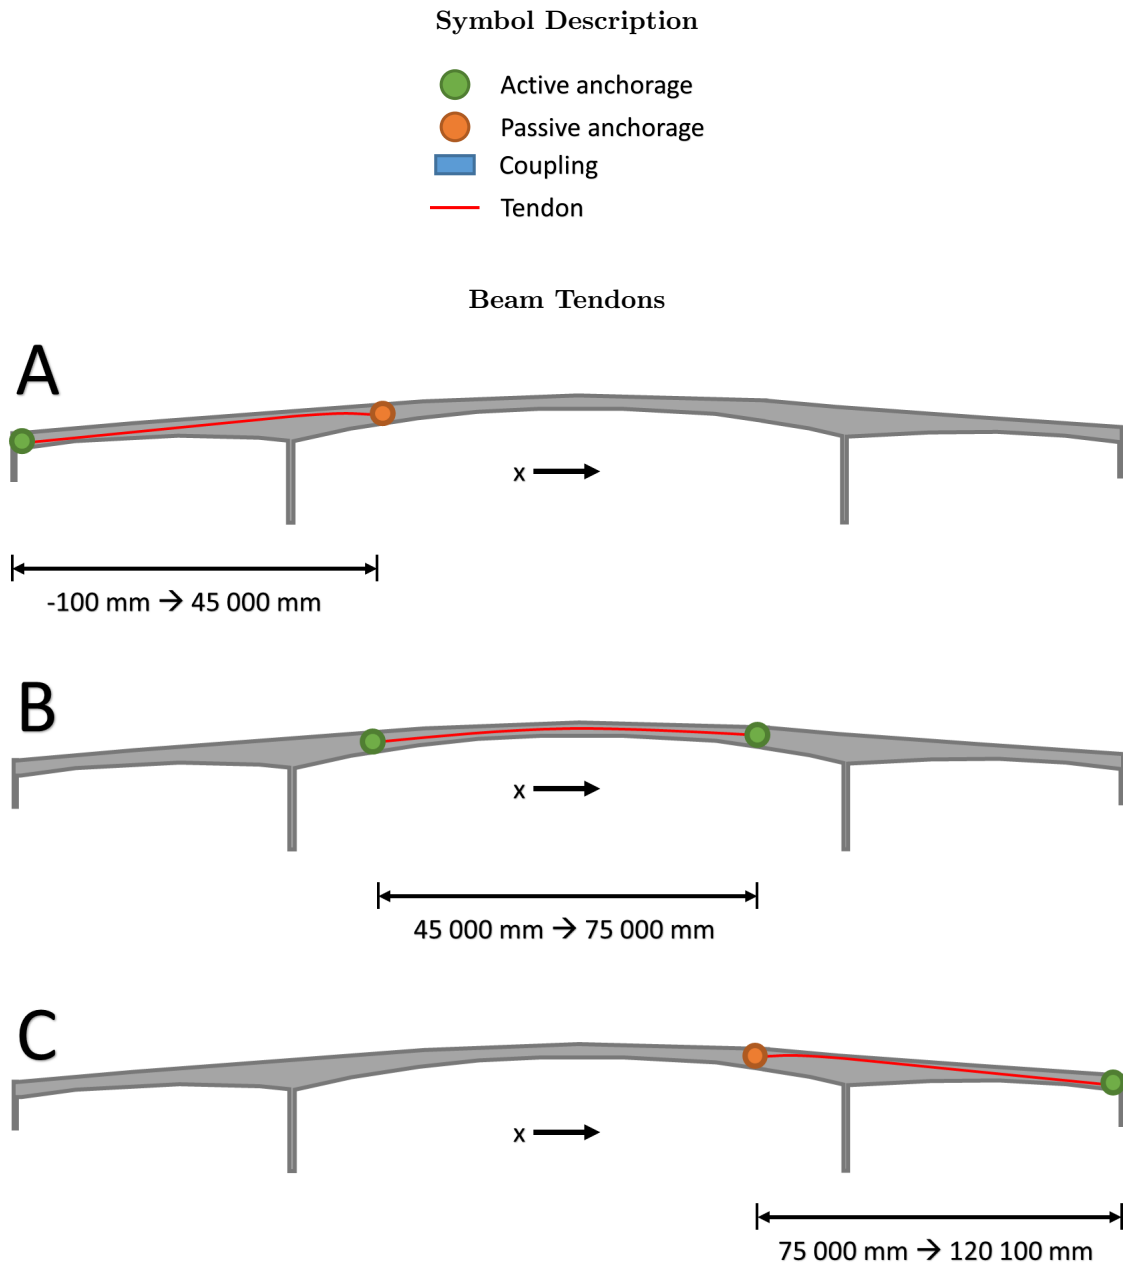 Symbol Description
Active anchorage
Passive anchorage
Coupling
Tendon
Beam Tendons
A
x
-100 mm → 45 000 mm
B
x
45 000 mm → 75 000 mm
C
x
75 000 mm → 120 100 mm